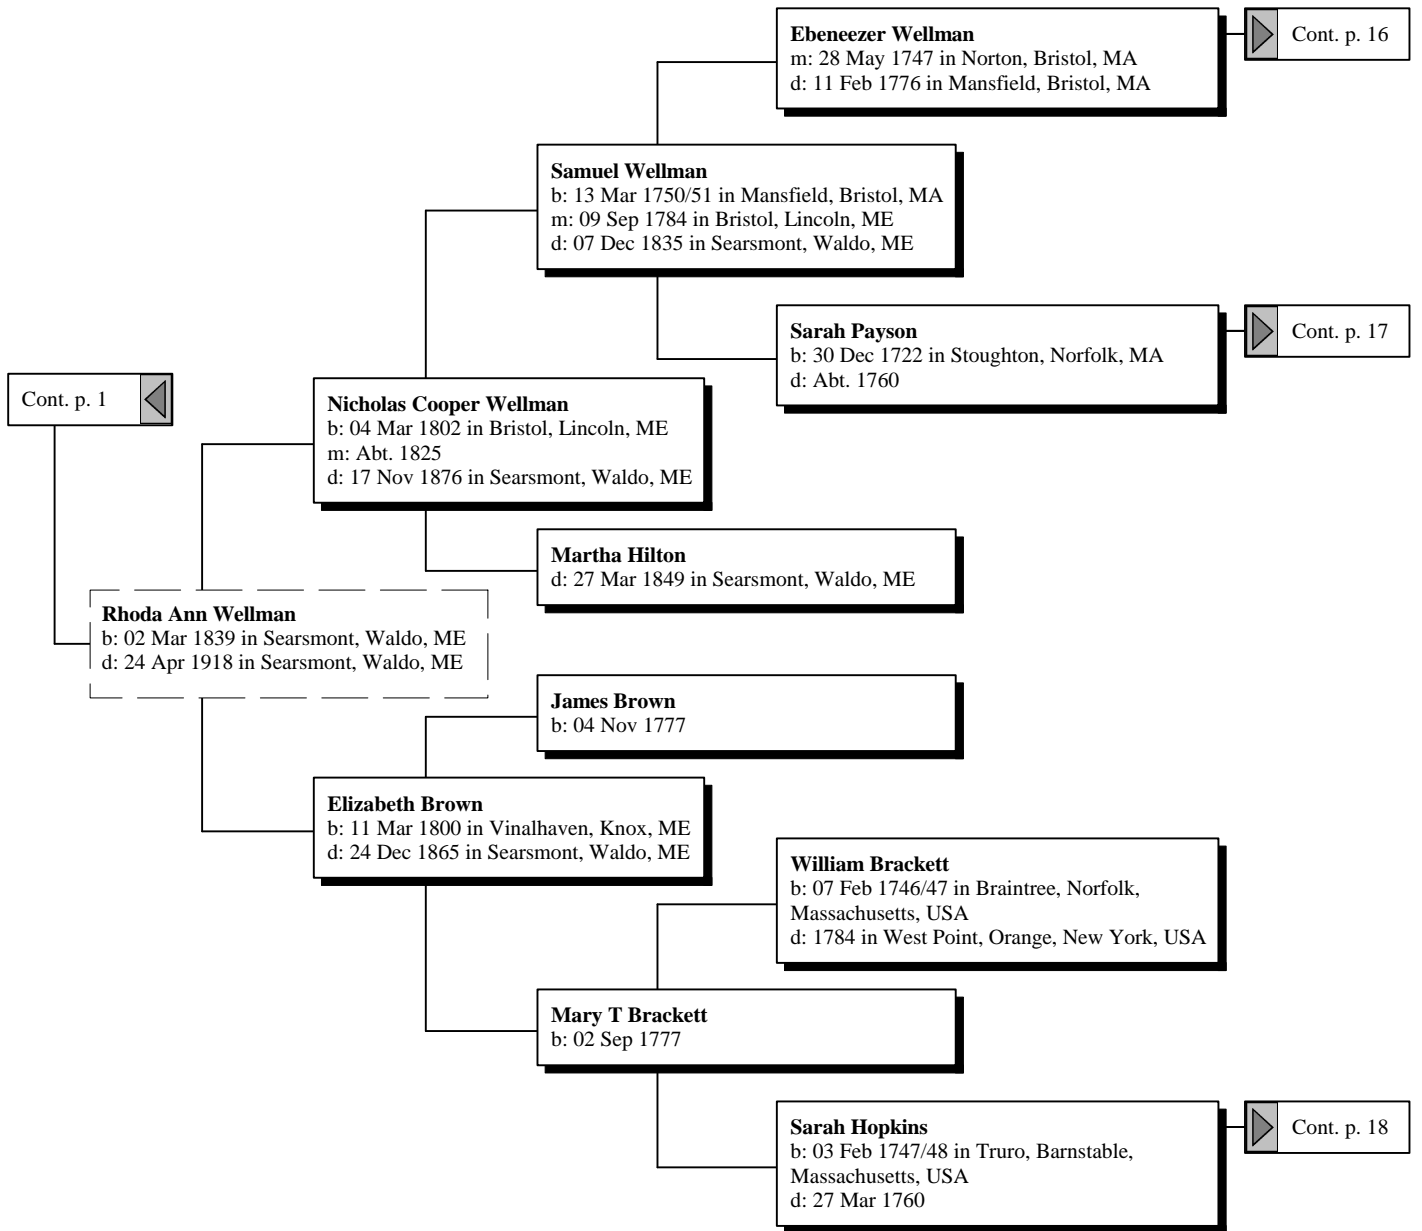 Ebeneezer Wellman
m: 28 May 1747 in Norton, Bristol, MA
d: 11 Feb 1776 in Mansfield, Bristol, MA
Cont. p. 16
Samuel Wellman
b: 13 Mar 1750/51 in Mansfield, Bristol, MA
m: 09 Sep 1784 in Bristol, Lincoln, ME
d: 07 Dec 1835 in Searsmont, Waldo, ME
Sarah Payson
b: 30 Dec 1722 in Stoughton, Norfolk, MA
d: Abt. 1760
Cont. p. 17
Cont. p. 1
Nicholas Cooper Wellman
b: 04 Mar 1802 in Bristol, Lincoln, ME
m: Abt. 1825
d: 17 Nov 1876 in Searsmont, Waldo, ME
Martha Hilton
d: 27 Mar 1849 in Searsmont, Waldo, ME
Rhoda Ann Wellman
b: 02 Mar 1839 in Searsmont, Waldo, ME
d: 24 Apr 1918 in Searsmont, Waldo, ME
James Brown
b: 04 Nov 1777
Elizabeth Brown
b: 11 Mar 1800 in Vinalhaven, Knox, ME
d: 24 Dec 1865 in Searsmont, Waldo, ME
William Brackett
b: 07 Feb 1746/47 in Braintree, Norfolk,
Massachusetts, USA
d: 1784 in West Point, Orange, New York, USA
Mary T Brackett
b: 02 Sep 1777
Sarah Hopkins
b: 03 Feb 1747/48 in Truro, Barnstable,
Massachusetts, USA
d: 27 Mar 1760
Cont. p. 18